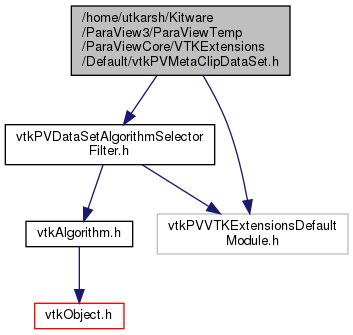 /home/utkarsh/Kitware
/ParaView3/ParaViewTemp
/ParaViewCore/VTKExtensions
/Default/vtkPVMetaClipDataSet.h
vtkPVDataSetAlgorithmSelector
Filter.h
vtkAlgorithm.h
vtkPVVTKExtensionsDefault
Module.h
vtkObject.h